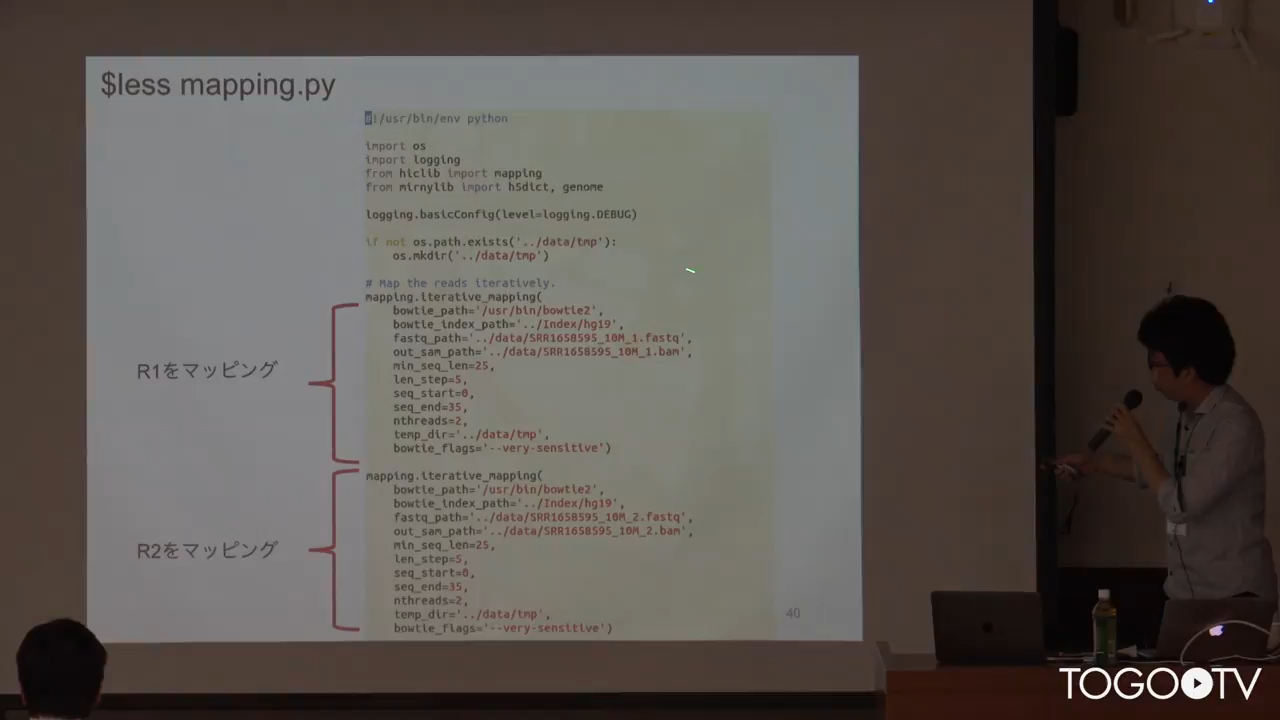 $less mapping.py
#!/usr/bin/env python
import os
import logging
from hiclib import mapping
from mirnylib import h5dict, genome
logging.basicConfig(level=logging.DEBUG)
if not os.path.exists('../data/tmp'):
os.mkdir('../data/tmp')
# Map the reads iteratively.
mapping.iterative_mapping(
bowtie_path='/usr/bin/bowtie2',
bowtie_index_path='../Index/hg19',
fastq_path='../data/SRR1658595_10M_1.fastq',
out_sam_path='../data/SRR1658595_10M_1.bam',
min_seq_len=25,
len_step=5,
seq_start=0,
seq_end=35,
nthreads=2,
temp_dir='../data/tmp',
bowtie_flags='--very-sensitive')
R1をマッピング
mapping.iterative_mapping(
bowtie_path='/usr/bin/bowtie2',
bowtie_index_path='../Index/hg19',
fastq_path='../data/SRR1658595_10M_2.fastq',
out_sam_path='../data/SRR1658595_10M_2.bam',
min_seq_len=25,
len_step=5,
seq_start=0,
seq_end=35,
nthreads=2,
temp_dir='../data/tmp',
bowtie_flags='--very-sensitive')
R2をマッピング
40
TOGOTV